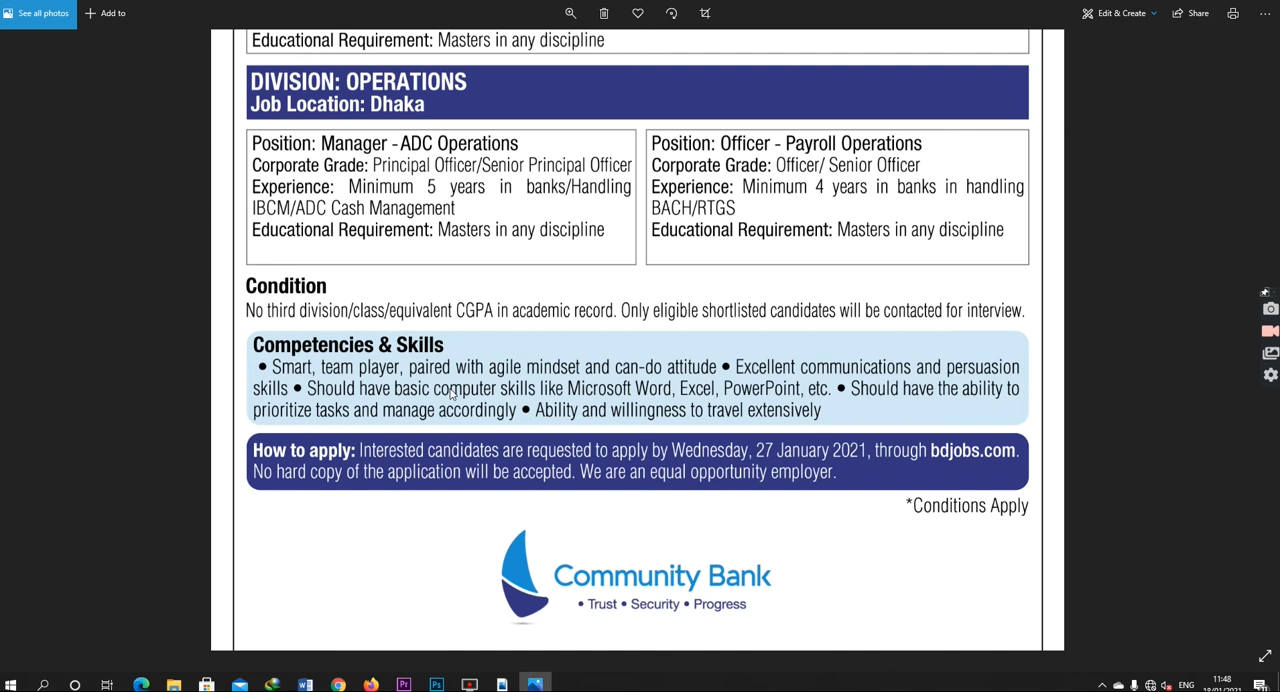 See all photos
Add to
Edit & Create
Share
Educational Requirement: Masters in any discipline
DIVISION: OPERATIONS
Job Location: Dhaka
Position: Manager - ADC Operations
Corporate Grade: Principal Officer/Senior Principal Officer
Experience: Minimum 5 years in banks/Handling
IBCM/ADC Cash Management
Educational Requirement: Masters in any discipline
Position: Officer - Payroll Operations
Corporate Grade: Officer/ Senior Officer
Experience: Minimum 4 years in banks in handling
BACH/RTGS
Educational Requirement: Masters in any discipline
Condition
No third division/class/equivalent CGPA in academic record. Only eligible shortlisted candidates will be contacted for interview.
Competencies & Skills
• Smart, team player, paired with agile mindset and can-do attitude • Excellent communications and persuasion
skills • Should have basic computer skills like Microsoft Word, Excel, PowerPoint, etc. • Should have the ability to
prioritize tasks and manage accordingly • Ability and willingness to travel extensively
How to apply: Interested candidates are requested to apply by Wednesday, 27 January 2021, through bdjobs.com.
No hard copy of the application will be accepted. We are an equal opportunity employer.
*Conditions Apply
Community Bank
• Trust • Security • Progress
Pr
Ps
ENG
11:48
18/01/2021